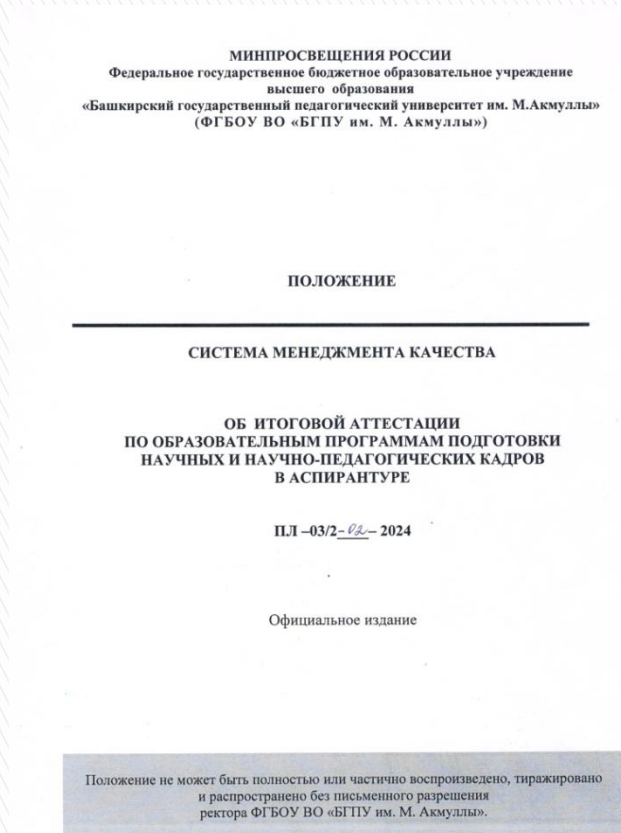 МИНПРОСВЕЩЕНИЯ РОССИИ
Федеральное государственное бюджетное образовательное учреждение
высшего образования
«Башкирский государственный педагогический университет им. М.Акмуллы»
(ФГБОУ ВО «БГПУ им. М. Акмуллы»)
ПОЛОЖЕНИЕ
СИСТЕМА МЕНЕДЖМЕНТА КАЧЕСТВА
ОБ ИТОГОВОЙ АТТЕСТАЦИИ
ПО ОБРАЗОВАТЕЛЬНЫМ ПРОГРАММАМ ПОДГОТОВКИ
НАУЧНЫХ И НАУЧНО-ПЕДАГОГИЧЕСКИХ КАДРОВ
В АСПИРАНТУРЕ
ПЛ –03/2-02– 2024
Официальное издание
Положение не может быть полностью или частично воспроизведено, тиражировано
и распространено без письменного разрешения
ректора ФГБОУ ВО «БГПУ им. М. Акмуллы».